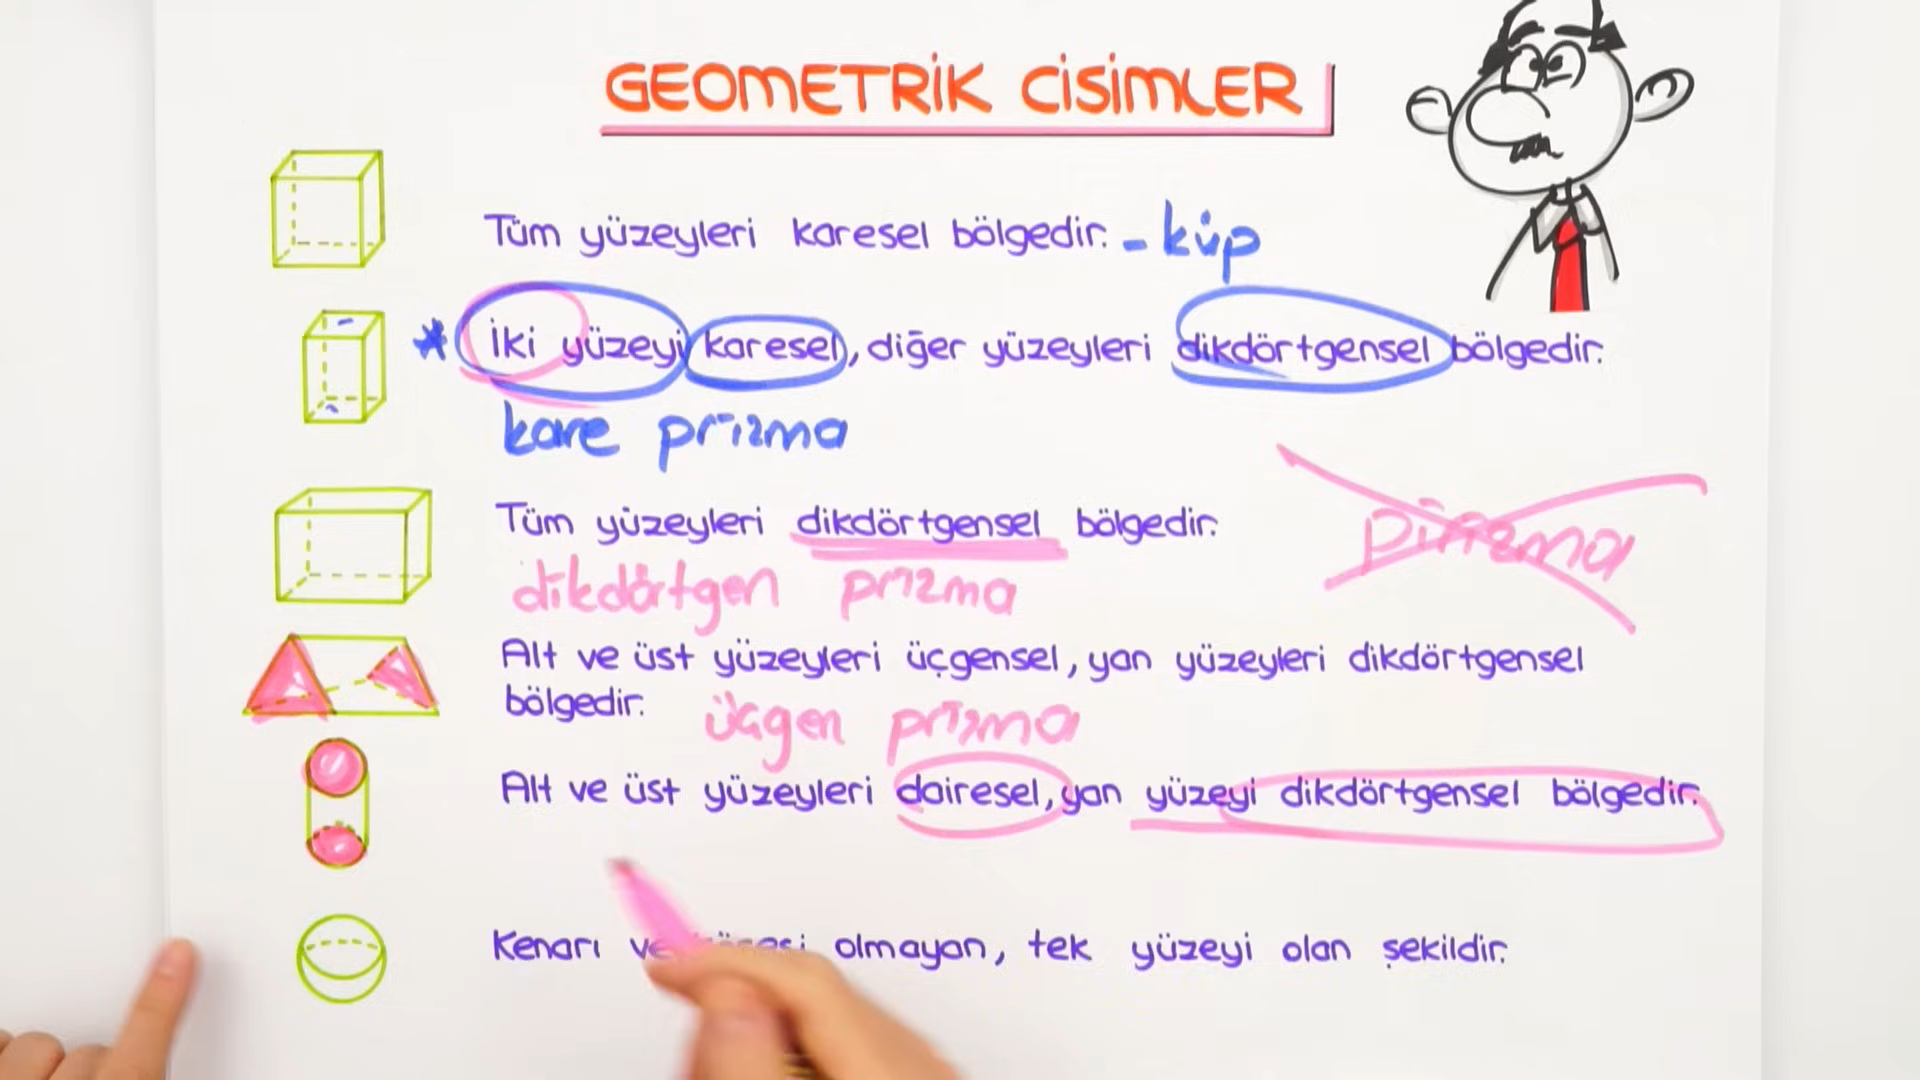 GEOMETRİK CİSİMLER
Tüm yüzeyleri karesel bölgedir. - küp
* İki yüzeyi karesel, diğer yüzeyleri dikdörtgensel bölgedir.
kare prizma
Tüm yüzeyleri dikdörtgensel bölgedir.
dikdörtgen prizma
Alt ve üst yüzeyleri üçgensel, yan yüzeyleri dikdörtgensel
bölgedir. üçgen prizma
Alt ve üst yüzeyleri dairesel, yan yüzeyi dikdörtgensel bölgedir.
Kenarı olmayan, tek yüzeyi olan şekildir.